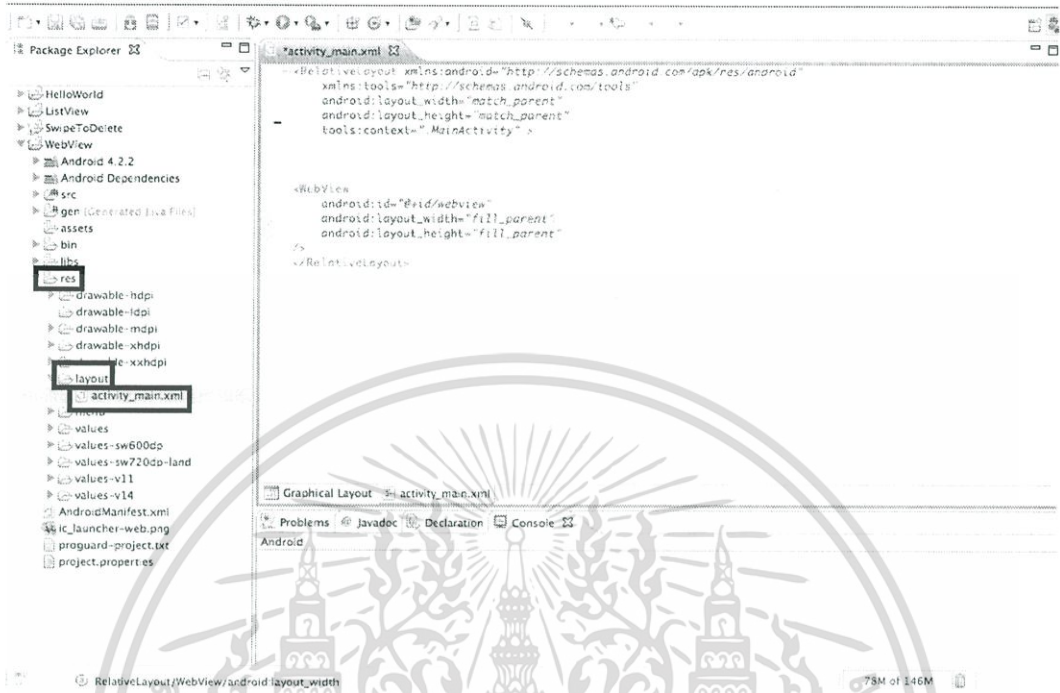 Package Explorer
HelloWorld
ListView
SwipeToDelete
WebView
Android 4.2.2
Android Dependencies
src
gen [Generated Java Files]
assets
bin
libs
res
drawable-hdpi
drawable-ldpi
drawable-mdpi
drawable-xhdpi
drawable-xxhdpi
layout
activity_main.xml
menu
values
values-sw600dp
values-sw720dp-land
values-v11
values-v14
AndroidManifest.xml
ic_launcher-web.png
proguard-project.txt
project.properties
*activity_main.xml
<RelativeLayout xmlns:android="http://schemas.android.com/apk/res/android"
xmlns:tools="http://schemas.android.com/tools"
android:layout_width="match_parent"
android:layout_height="match_parent"
tools:context=".MainActivity" >
<WebView
android:id="@+id/webview"
android:layout_width="fill_parent"
android:layout_height="fill_parent"
/>
</RelativeLayout>
Graphical Layout activity_main.xml
Problems Javadoc Declaration Console
Android
RelativeLayout/WebView/android:layout_width
78M of 146M